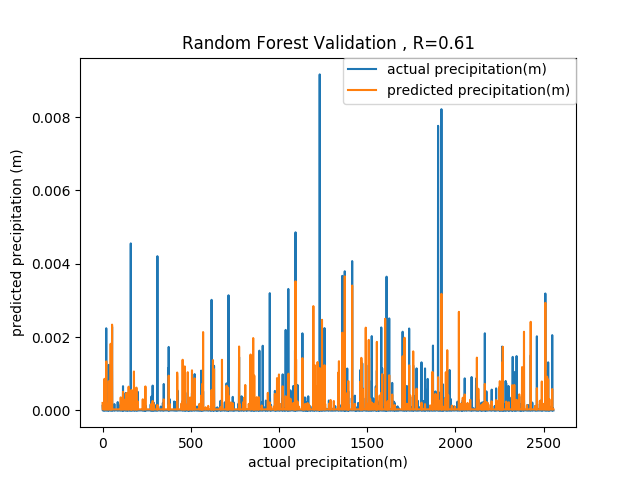 Random Forest Validation , R=0.61
actual precipitation(m)
predicted precipitation(m)
predicted precipitation (m)
0.008
0.006
0.004
0.002
0.000
0 500 1000 1500 2000 2500
actual precipitation(m)